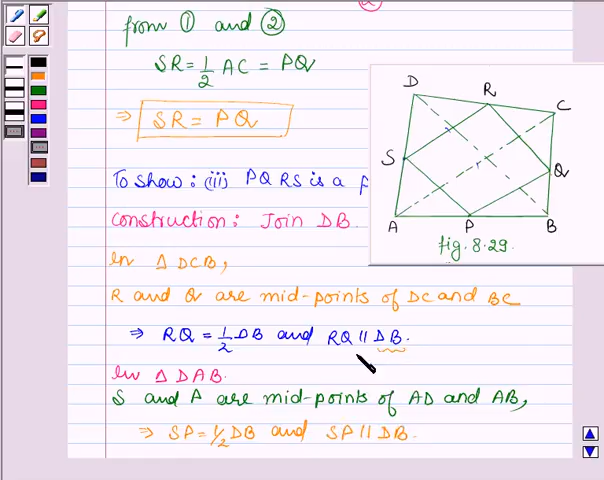 ②
from ① and ②
SR = 1/2 AC = PQ
⇒ SR = PQ
To show: (iii) PQRS is a
Construction: Join DB.
In Δ DCB,
R and Q are mid-points of DC and BC
⇒ RQ = 1/2 DB and RQ || DB.
In Δ DAB.
S and P are mid-points of AD and AB,
⇒ SP = 1/2 DB and SP || DB.
D
R
C
S
Q
A
P
B
fig. 8.29